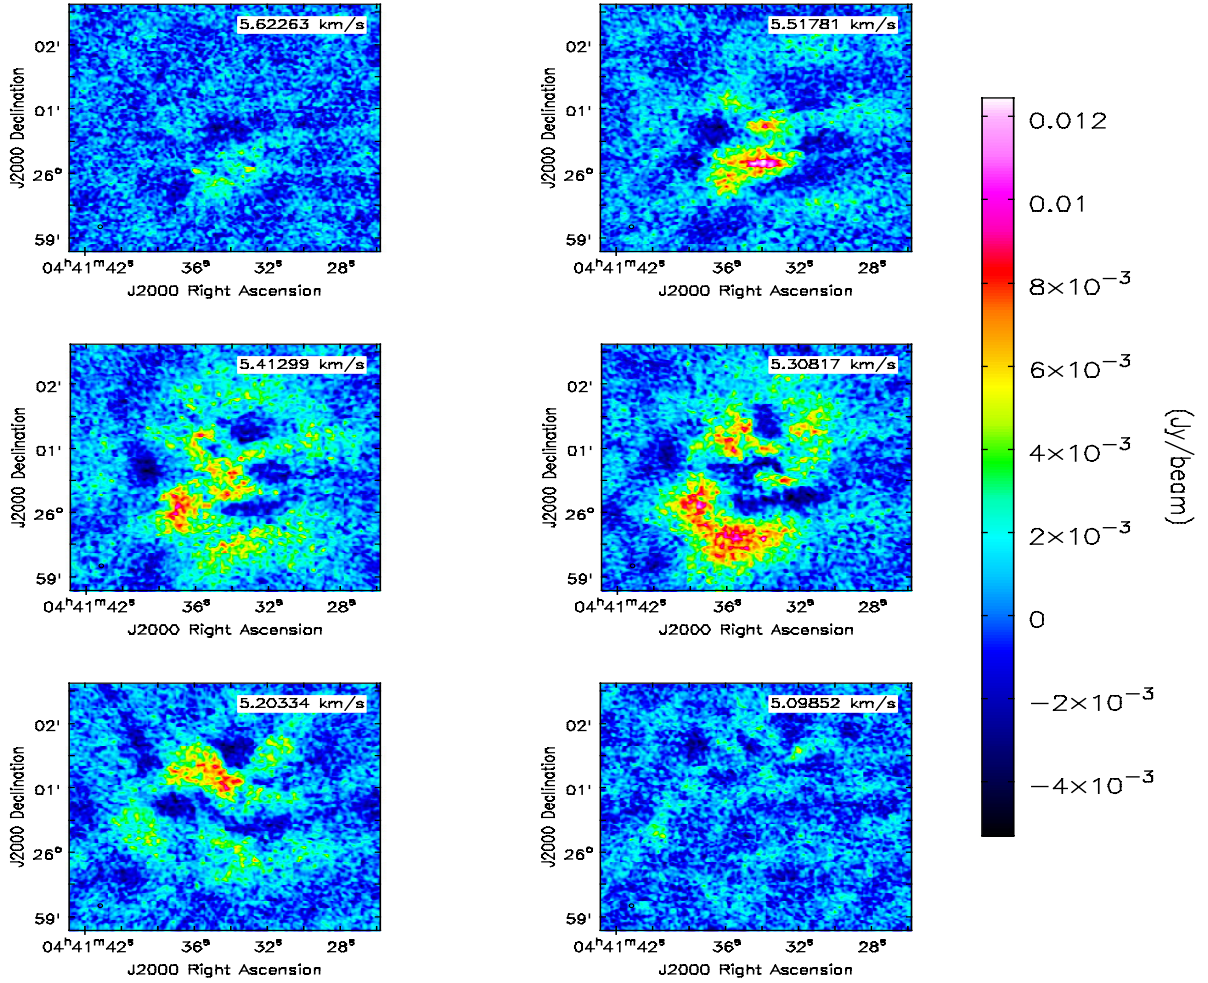 5.62263 km/s
02'
01'
26°
59'
J2000 Declination
04ʰ41ᵐ42ˢ 36ˢ 32ˢ 28ˢ
J2000 Right Ascension
5.51781 km/s
02'
01'
26°
59'
J2000 Declination
04ʰ41ᵐ42ˢ 36ˢ 32ˢ 28ˢ
J2000 Right Ascension
5.41299 km/s
02'
01'
26°
59'
J2000 Declination
04ʰ41ᵐ42ˢ 36ˢ 32ˢ 28ˢ
J2000 Right Ascension
5.30817 km/s
02'
01'
26°
59'
J2000 Declination
04ʰ41ᵐ42ˢ 36ˢ 32ˢ 28ˢ
J2000 Right Ascension
5.20334 km/s
02'
01'
26°
59'
J2000 Declination
04ʰ41ᵐ42ˢ 36ˢ 32ˢ 28ˢ
J2000 Right Ascension
5.09852 km/s
02'
01'
26°
59'
J2000 Declination
04ʰ41ᵐ42ˢ 36ˢ 32ˢ 28ˢ
J2000 Right Ascension
0.012
0.01
8×10⁻³
6×10⁻³
4×10⁻³
2×10⁻³
0
−2×10⁻³
−4×10⁻³
(Jy/beam)